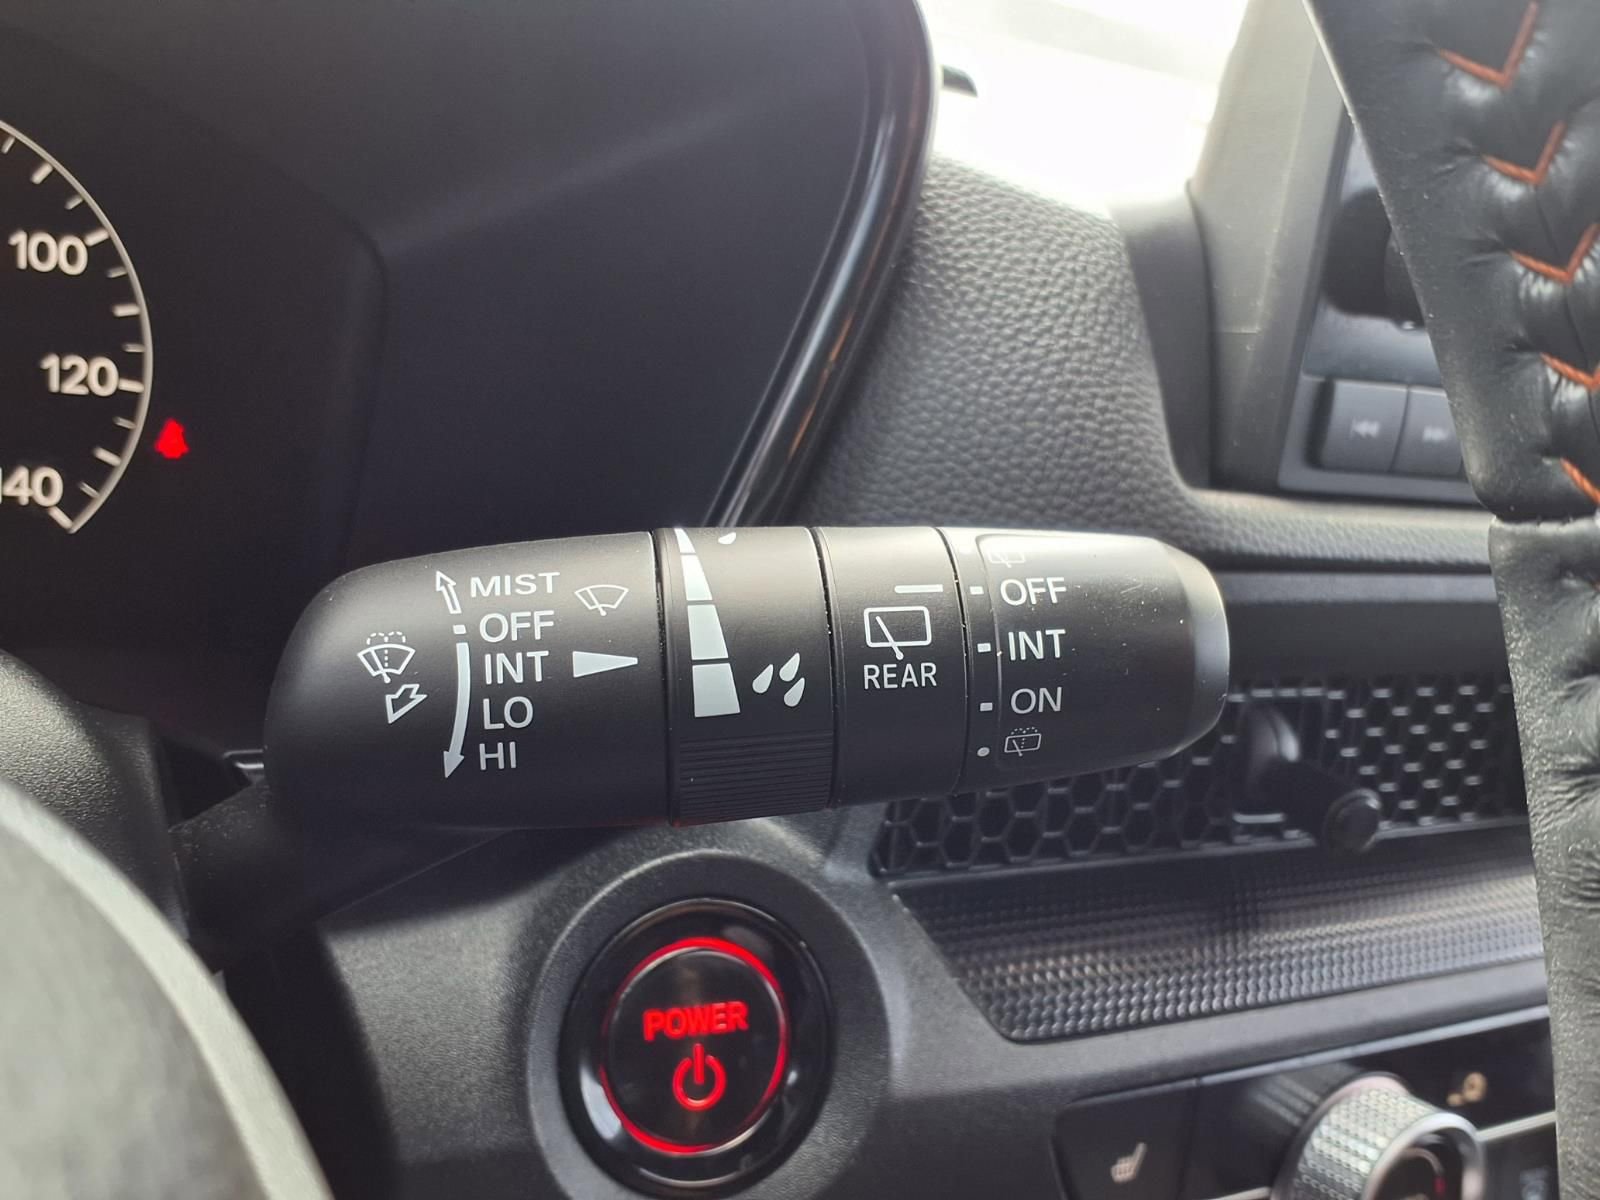 100
120
140
MIST
OFF
INT
LO
HI
REAR
OFF
INT
ON
POWER